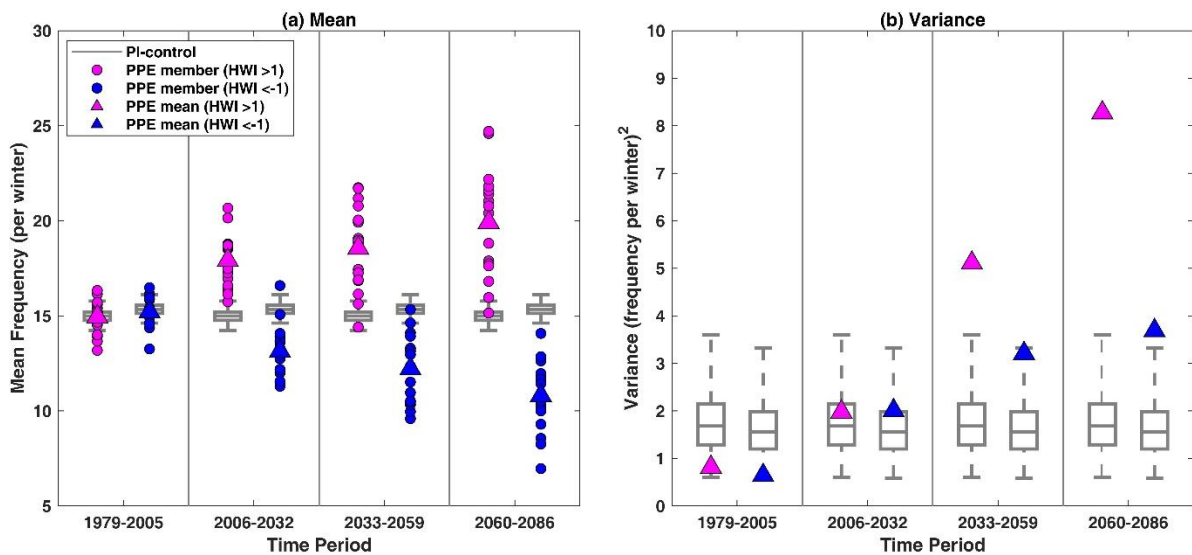 (a) Mean
Mean Frequency (per winter)
30
25
20
15
10
5
PI-control
PPE member (HWI >1)
PPE member (HWI <-1)
PPE mean (HWI >1)
PPE mean (HWI <-1)
1979-2005
2006-2032
2033-2059
2060-2086
Time Period
(b) Variance
Variance (frequency per winter)²
10
9
8
7
6
5
4
3
2
1
0
1979-2005
2006-2032
2033-2059
2060-2086
Time Period